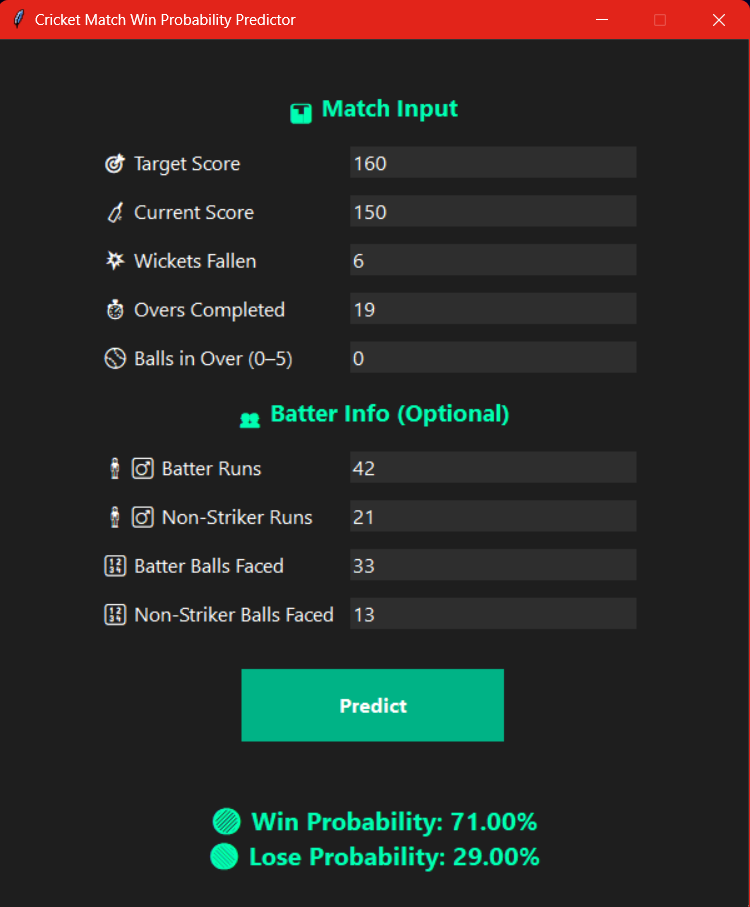 Cricket Match Win Probability Predictor
Match Input
Target Score 160
Current Score 150
Wickets Fallen 6
Overs Completed 19
Balls in Over (0–5) 0
Batter Info (Optional)
Batter Runs 42
Non-Striker Runs 21
Batter Balls Faced 33
Non-Striker Balls Faced 13
Predict
Win Probability: 71.00%
Lose Probability: 29.00%